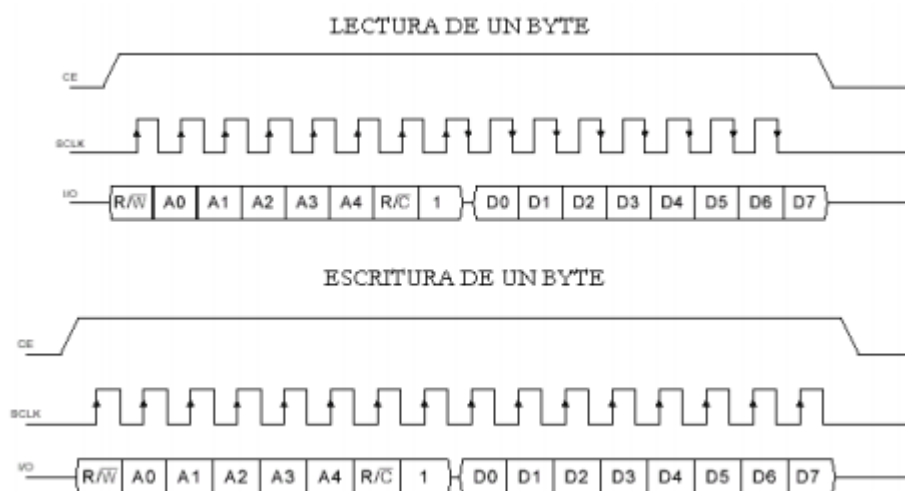 LECTURA DE UN BYTE
CE
SCLK
I/O R/W̅ A0 A1 A2 A3 A4 R/C̅ 1 D0 D1 D2 D3 D4 D5 D6 D7
ESCRITURA DE UN BYTE
CE
SCLK
I/O R/W̅ A0 A1 A2 A3 A4 R/C̅ 1 D0 D1 D2 D3 D4 D5 D6 D7